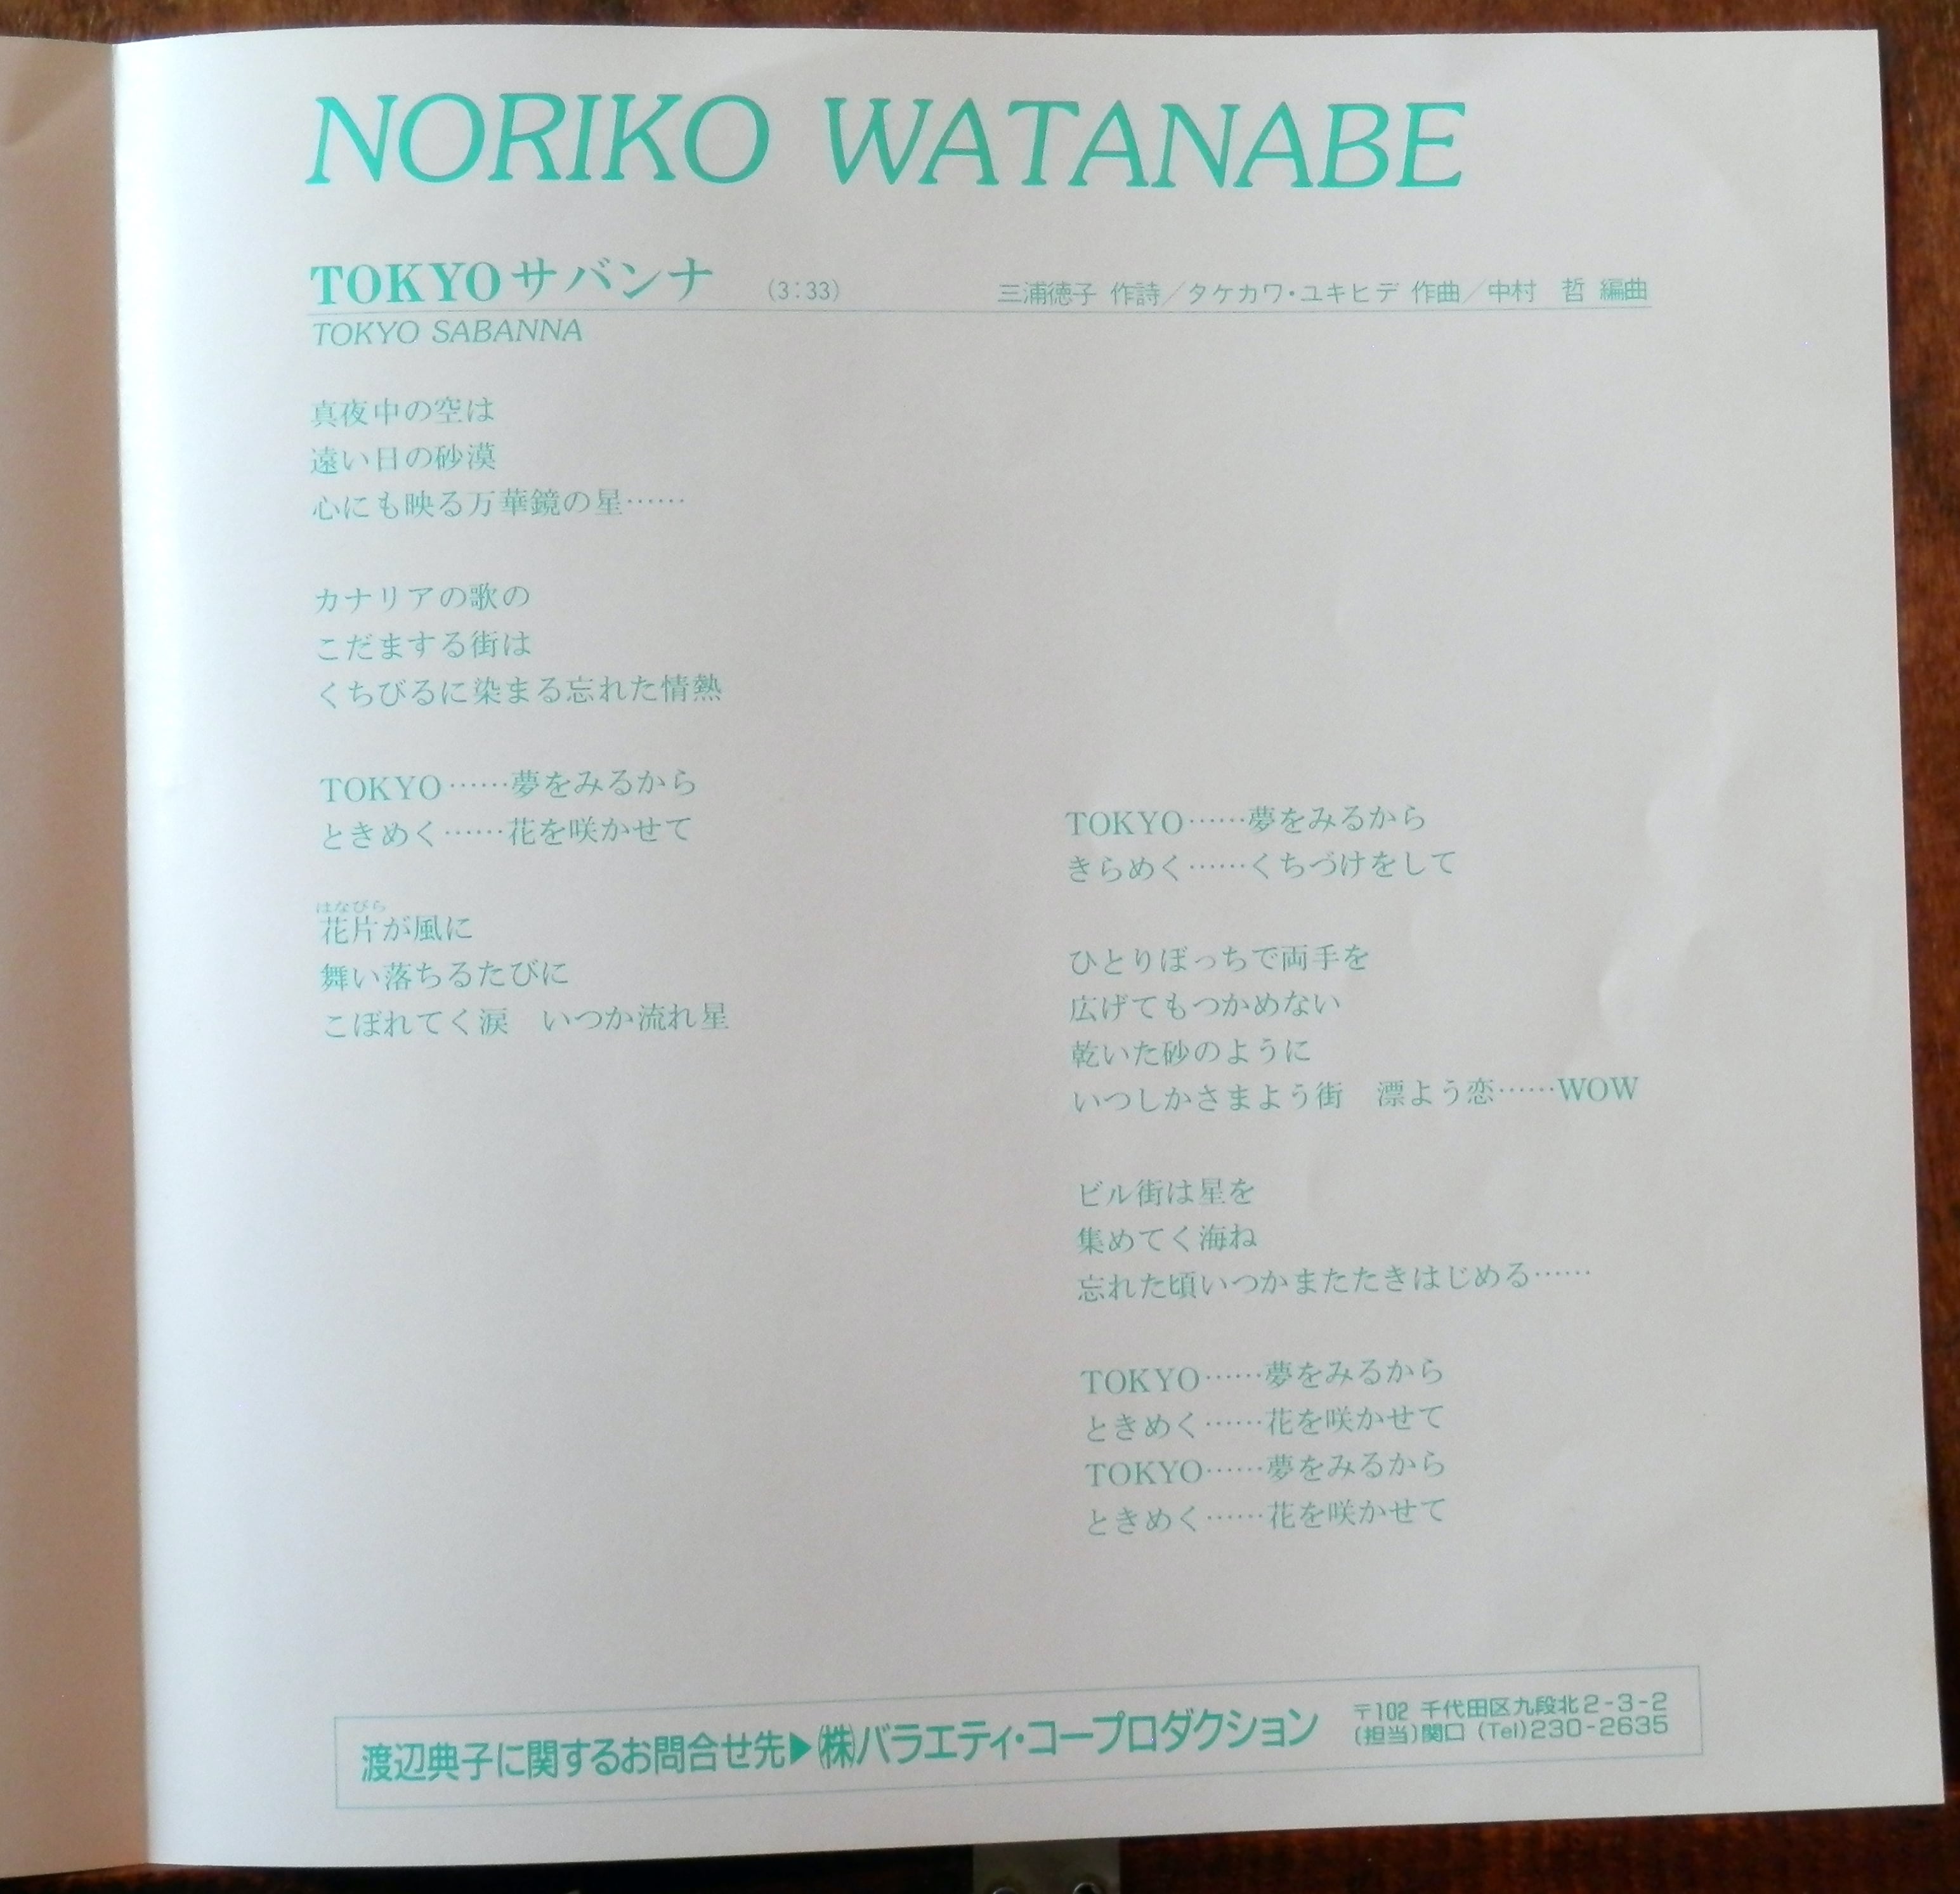 NORIKO WATANABE
TOKYOサバンナ (3:33) 三浦徳子 作詩／タケカワ・ユキヒデ 作曲／中村　哲 編曲
TOKYO SABANNA
真夜中の空は
遠い日の砂漠
心にも映る万華鏡の星……
カナリアの歌の
こだまする街は
くちびるに染まる忘れた情熱
TOKYO……夢をみるから
ときめく……花を咲かせて
はなびら
花片が風に
舞い落ちるたびに
こぼれてく涙　いつか流れ星
TOKYO……夢をみるから
きらめく……くちづけをして
ひとりぼっちで両手を
広げてもつかめない
乾いた砂のように
いつしかさまよう街　漂よう恋……WOW
ビル街は星を
集めてく海ね
忘れた頃いつかまたたきはじめる……
TOKYO……夢をみるから
ときめく……花を咲かせて
TOKYO……夢をみるから
ときめく……花を咲かせて
渡辺典子に関するお問合せ先▶㈱バラエティ・コープロダクション
〒102 千代田区九段北2-3-2
(担当)関口 (Tel)230-2635